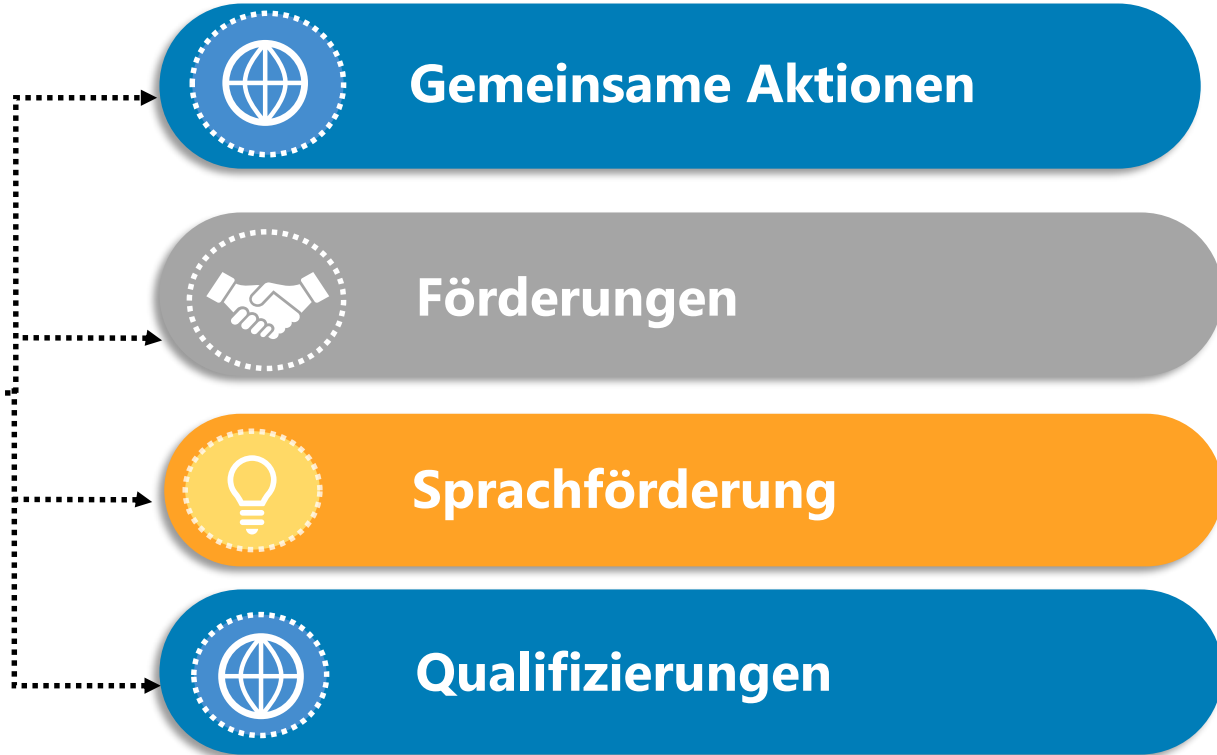 Gemeinsame Aktionen
Förderungen
Sprachförderung
Qualifizierungen